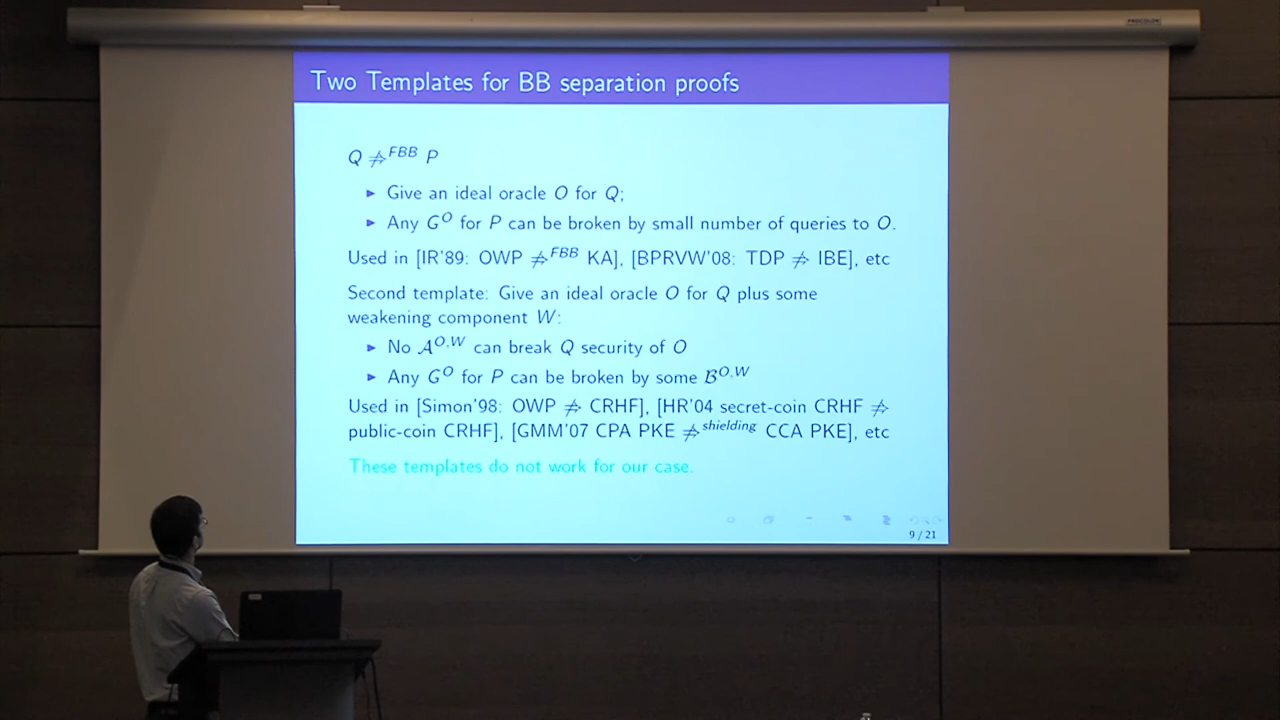 PROCOLOR
Two Templates for BB separation proofs
Q ⇏^FBB P
► Give an ideal oracle O for Q;
► Any G^O for P can be broken by small number of queries to O.
Used in [IR'89: OWP ⇏^FBB KA], [BPRVW'08: TDP ⇏ IBE], etc
Second template: Give an ideal oracle O for Q plus some
weakening component W:
► No 𝒜^O,W can break Q security of O
► Any G^O for P can be broken by some ℬ^O,W
Used in [Simon'98: OWP ⇏ CRHF], [HR'04 secret-coin CRHF ⇏
public-coin CRHF], [GMM'07 CPA PKE ⇏^shielding CCA PKE], etc
These templates do not work for our case.
9 / 21